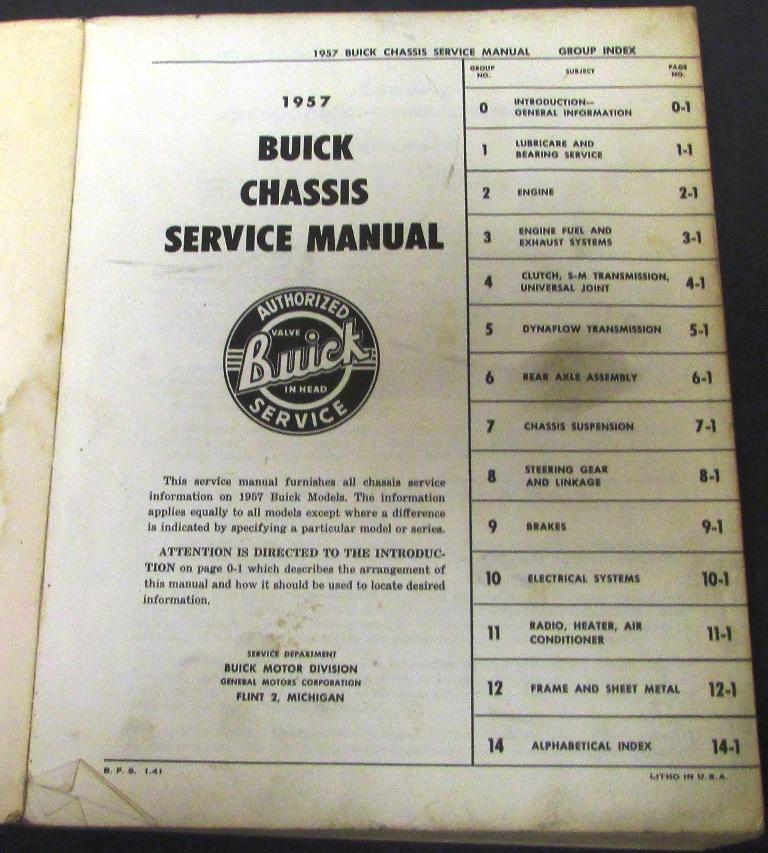 1957 BUICK CHASSIS SERVICE MANUAL GROUP INDEX
1957
BUICK
CHASSIS
SERVICE MANUAL
AUTHORIZED
VALVE
Buick
IN HEAD
SERVICE
This service manual furnishes all chassis service
information on 1957 Buick Models. The information
applies equally to all models except where a difference
is indicated by specifying a particular model or series.
ATTENTION IS DIRECTED TO THE INTRODUC-
TION on page 0-1 which describes the arrangement of
this manual and how it should be used to locate desired
information.
SERVICE DEPARTMENT
BUICK MOTOR DIVISION
GENERAL MOTORS CORPORATION
FLINT 2, MICHIGAN
B. P. S. 1.41
GROUP SUBJECT PAGE
NO. NO.
0 INTRODUCTION— 0-1
GENERAL INFORMATION
1 LUBRICARE AND 1-1
BEARING SERVICE
2 ENGINE 2-1
3 ENGINE FUEL AND 3-1
EXHAUST SYSTEMS
4 CLUTCH, S-M TRANSMISSION, 4-1
UNIVERSAL JOINT
5 DYNAFLOW TRANSMISSION 5-1
6 REAR AXLE ASSEMBLY 6-1
7 CHASSIS SUSPENSION 7-1
8 STEERING GEAR 8-1
AND LINKAGE
9 BRAKES 9-1
10 ELECTRICAL SYSTEMS 10-1
11 RADIO, HEATER, AIR 11-1
CONDITIONER
12 FRAME AND SHEET METAL 12-1
14 ALPHABETICAL INDEX 14-1
LITHO IN U.S.A.